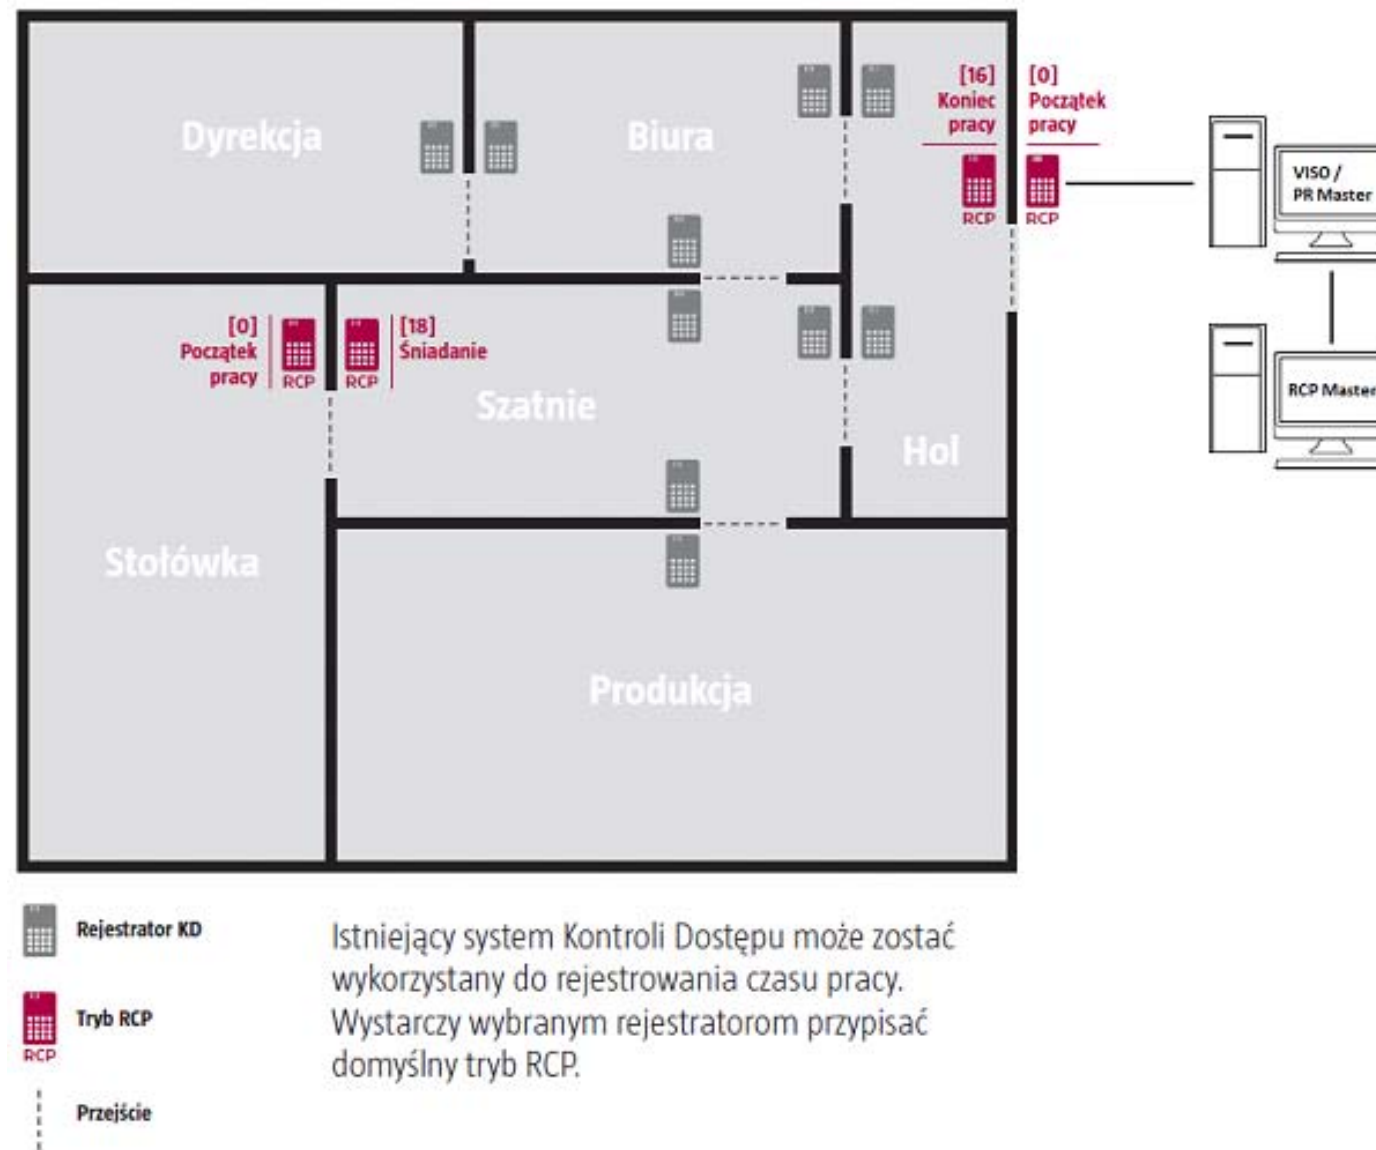 Dyrekcja
Biura
[16]
Koniec
pracy
RCP
[0]
Początek
pracy
RCP
VISO /
PR Master
RCP Master
[0]
Początek
pracy
RCP
RCP
[18]
Śniadanie
Szatnie
Hol
Stołówka
Produkcja
Rejestrator KD
RCP
Tryb RCP
Przejście
Istniejący system Kontroli Dostępu może zostać
wykorzystany do rejestrowania czasu pracy.
Wystarczy wybranym rejestratorom przypisać
domyślny tryb RCP.